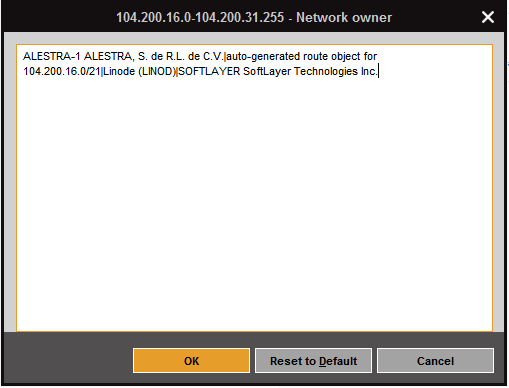 104.200.16.0-104.200.31.255 - Network owner
ALESTRA-1 ALESTRA, S. de R.L. de C.V.|auto-generated route object for
104.200.16.0/21|Linode (LINOD)|SOFTLAYER SoftLayer Technologies Inc.
OK
Reset to Default
Cancel